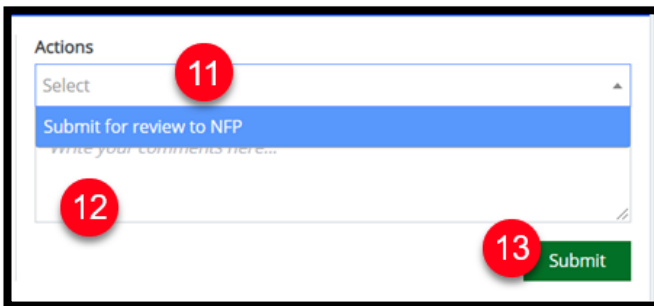 Actions
Select
11
Submit for review to NFP
Write your comments here...
12
13
Submit